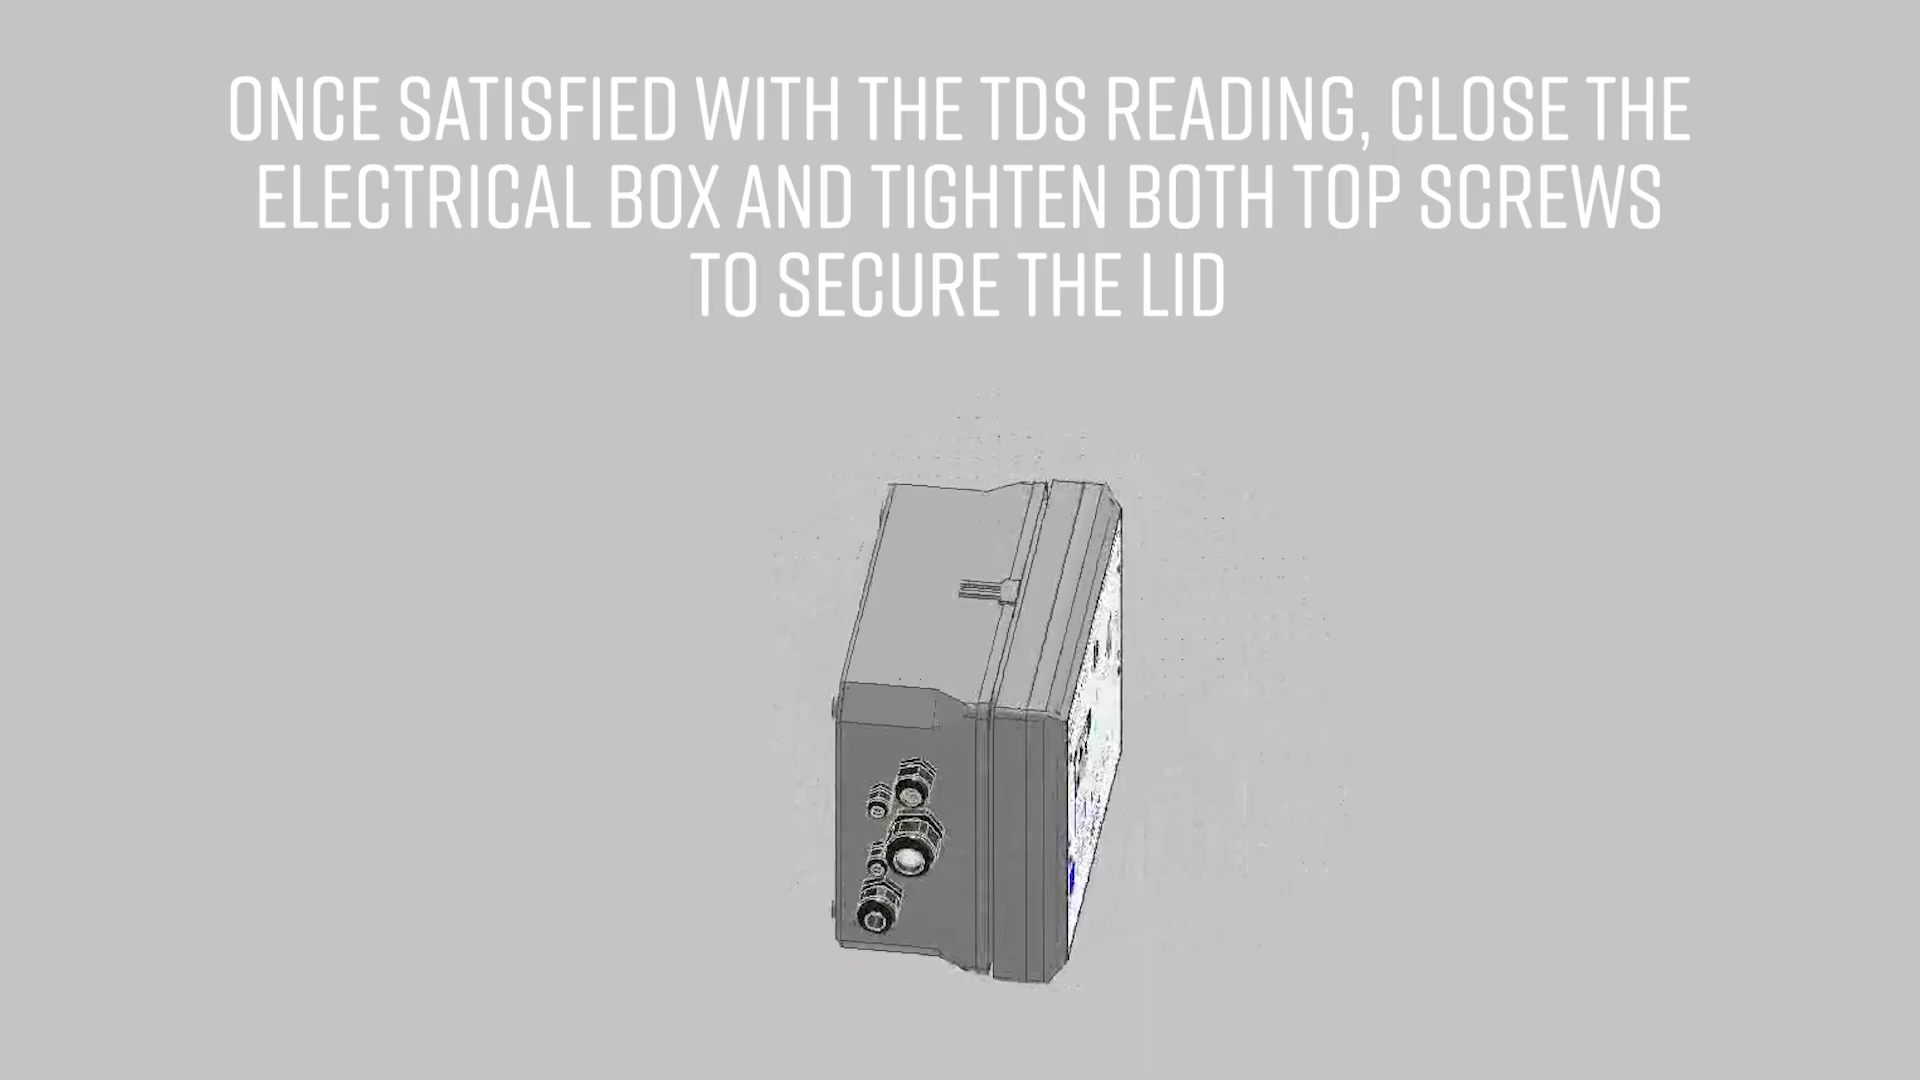 ONCE SATISFIED WITH THE TDS READING, CLOSE THE
ELECTRICAL BOX AND TIGHTEN BOTH TOP SCREWS
TO SECURE THE LID